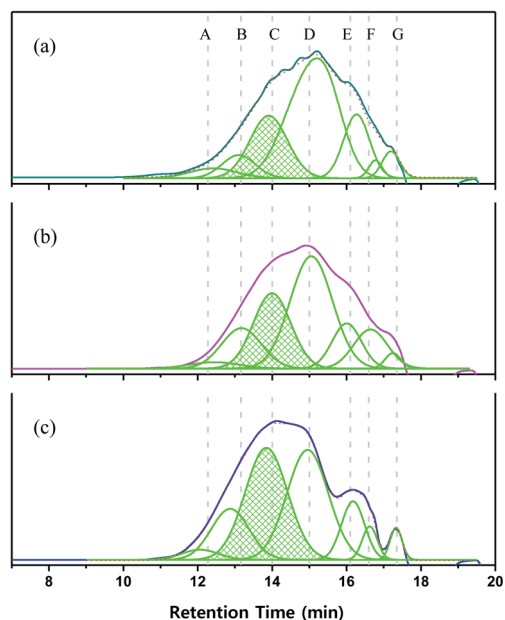 (a)
A B C D E F G
(b)
(c)
8 10 12 14 16 18 20
Retention Time (min)